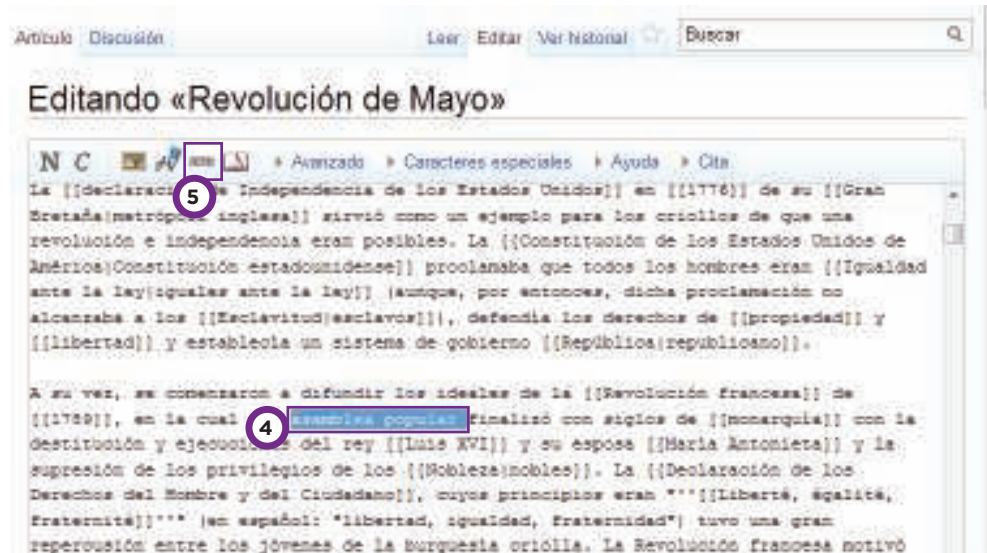 Artículo Discusión Leer Editar Ver historial Buscar
Editando «Revolución de Mayo»
N C Avanzado Caracteres especiales Ayuda Cita
5
La [[declaración de Independencia de los Estados Unidos]] en [[1776]] de su [[Gran
Bretaña|metrópoli inglesa]] sirvió como un ejemplo para los criollos de que una
revolución e independencia eran posibles. La [[Constitución de los Estados Unidos de
América|Constitución estadounidense]] proclamaba que todos los hombres eran [[Igualdad
ante la ley|iguales ante la ley]] (aunque, por entonces, dicha proclamación no
alcanzaba a los [[Esclavitud|esclavos]]), defendía los derechos de [[propiedad]] y
[[libertad]] y establecía un sistema de gobierno [[República|republicano]].
A su vez, se comenzaron a difundir los ideales de la [[Revolución francesa]] de
[[1789]], en la cual 4 asamblea popular finalizó con siglos de [[monarquía]] con la
destitución y ejecución del rey [[Luis XVI]] y su esposa [[María Antonieta]] y la
supresión de los privilegios de los [[Nobleza|nobles]]. La [[Declaración de los
Derechos del Hombre y del Ciudadano]], cuyos principios eran "''[[Liberté, égalité,
fraternité]]''" (en español: "libertad, igualdad, fraternidad") tuvo una gran
repercusión entre los jóvenes de la burguesía criolla. La Revolución francesa motivó